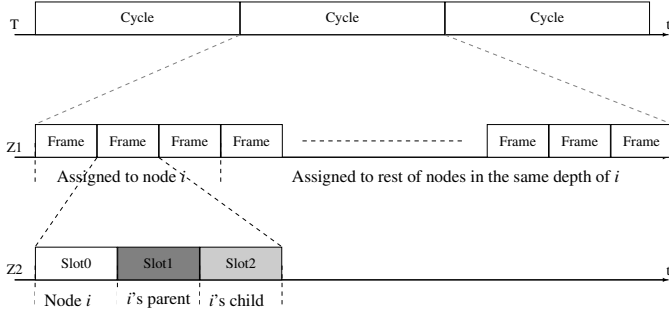 T Cycle Cycle Cycle t
Z1 Frame Frame Frame Frame Frame Frame Frame t
Assigned to node i Assigned to rest of nodes in the same depth of i
Z2 Slot0 Slot1 Slot2 t
Node i i's parent i's child